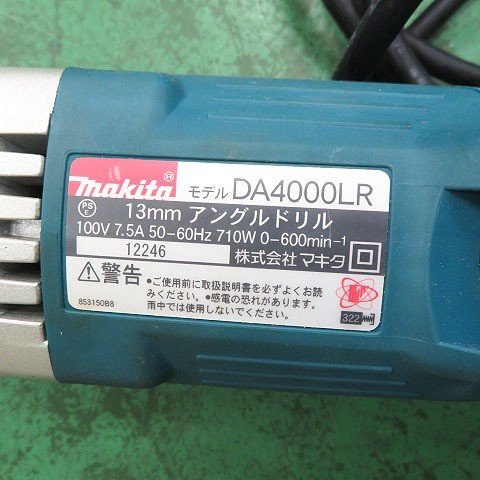 makita® モデル DA4000LR
PS E 13mm アングルドリル
100V 7.5A 50-60Hz 710W 0-600min-1
12246 株式会社マキタ
警告 ●ご使用前に取扱説明書を必ずよくお読
みください。●感電の恐れがあります。
雨中では使用しないでください。
853150B8
322